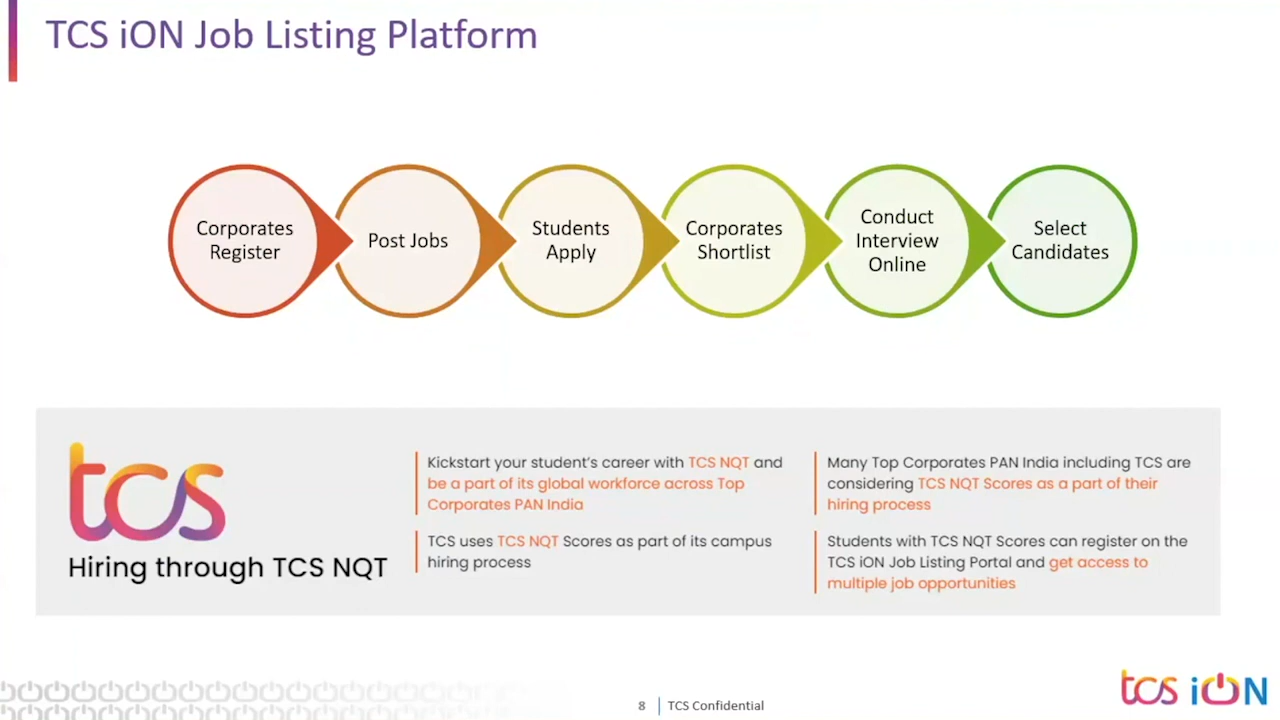 TCS iON Job Listing Platform
Corporates
Register
Post Jobs
Students
Apply
Corporates
Shortlist
Conduct
Interview
Online
Select
Candidates
tcs
Hiring through TCS NQT
Kickstart your student's career with TCS NQT and
be a part of its global workforce across Top
Corporates PAN India
TCS uses TCS NQT Scores as part of its campus
hiring process
Many Top Corporates PAN India including TCS are
considering TCS NQT Scores as a part of their
hiring process
Students with TCS NQT Scores can register on the
TCS iON Job Listing Portal and get access to
multiple job opportunities
8 TCS Confidential
tcs iON